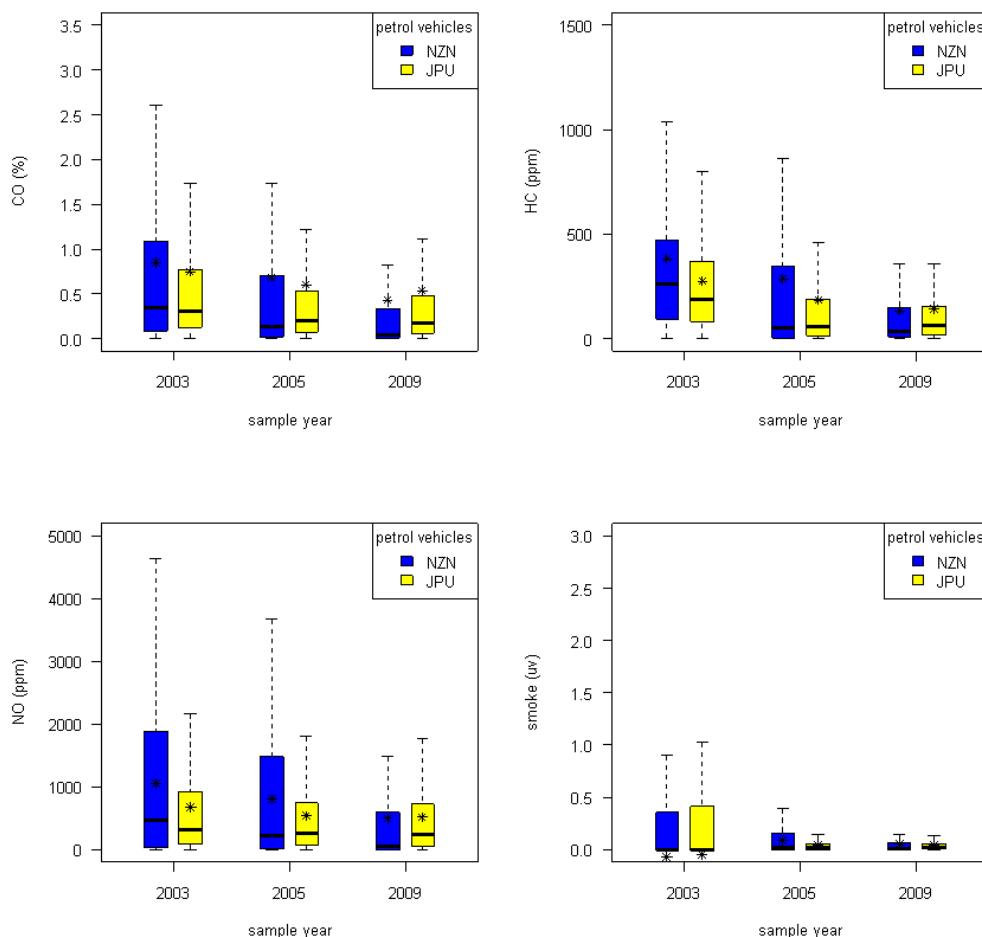 CO (%)
3.5
3.0
2.5
2.0
1.5
1.0
0.5
0.0
petrol vehicles
NZN
JPU
2003 2005 2009
sample year
HC (ppm)
1500
1000
500
0
petrol vehicles
NZN
JPU
2003 2005 2009
sample year
NO (ppm)
5000
4000
3000
2000
1000
0
petrol vehicles
NZN
JPU
2003 2005 2009
sample year
smoke (uv)
3.0
2.5
2.0
1.5
1.0
0.5
0.0
petrol vehicles
NZN
JPU
2003 2005 2009
sample year